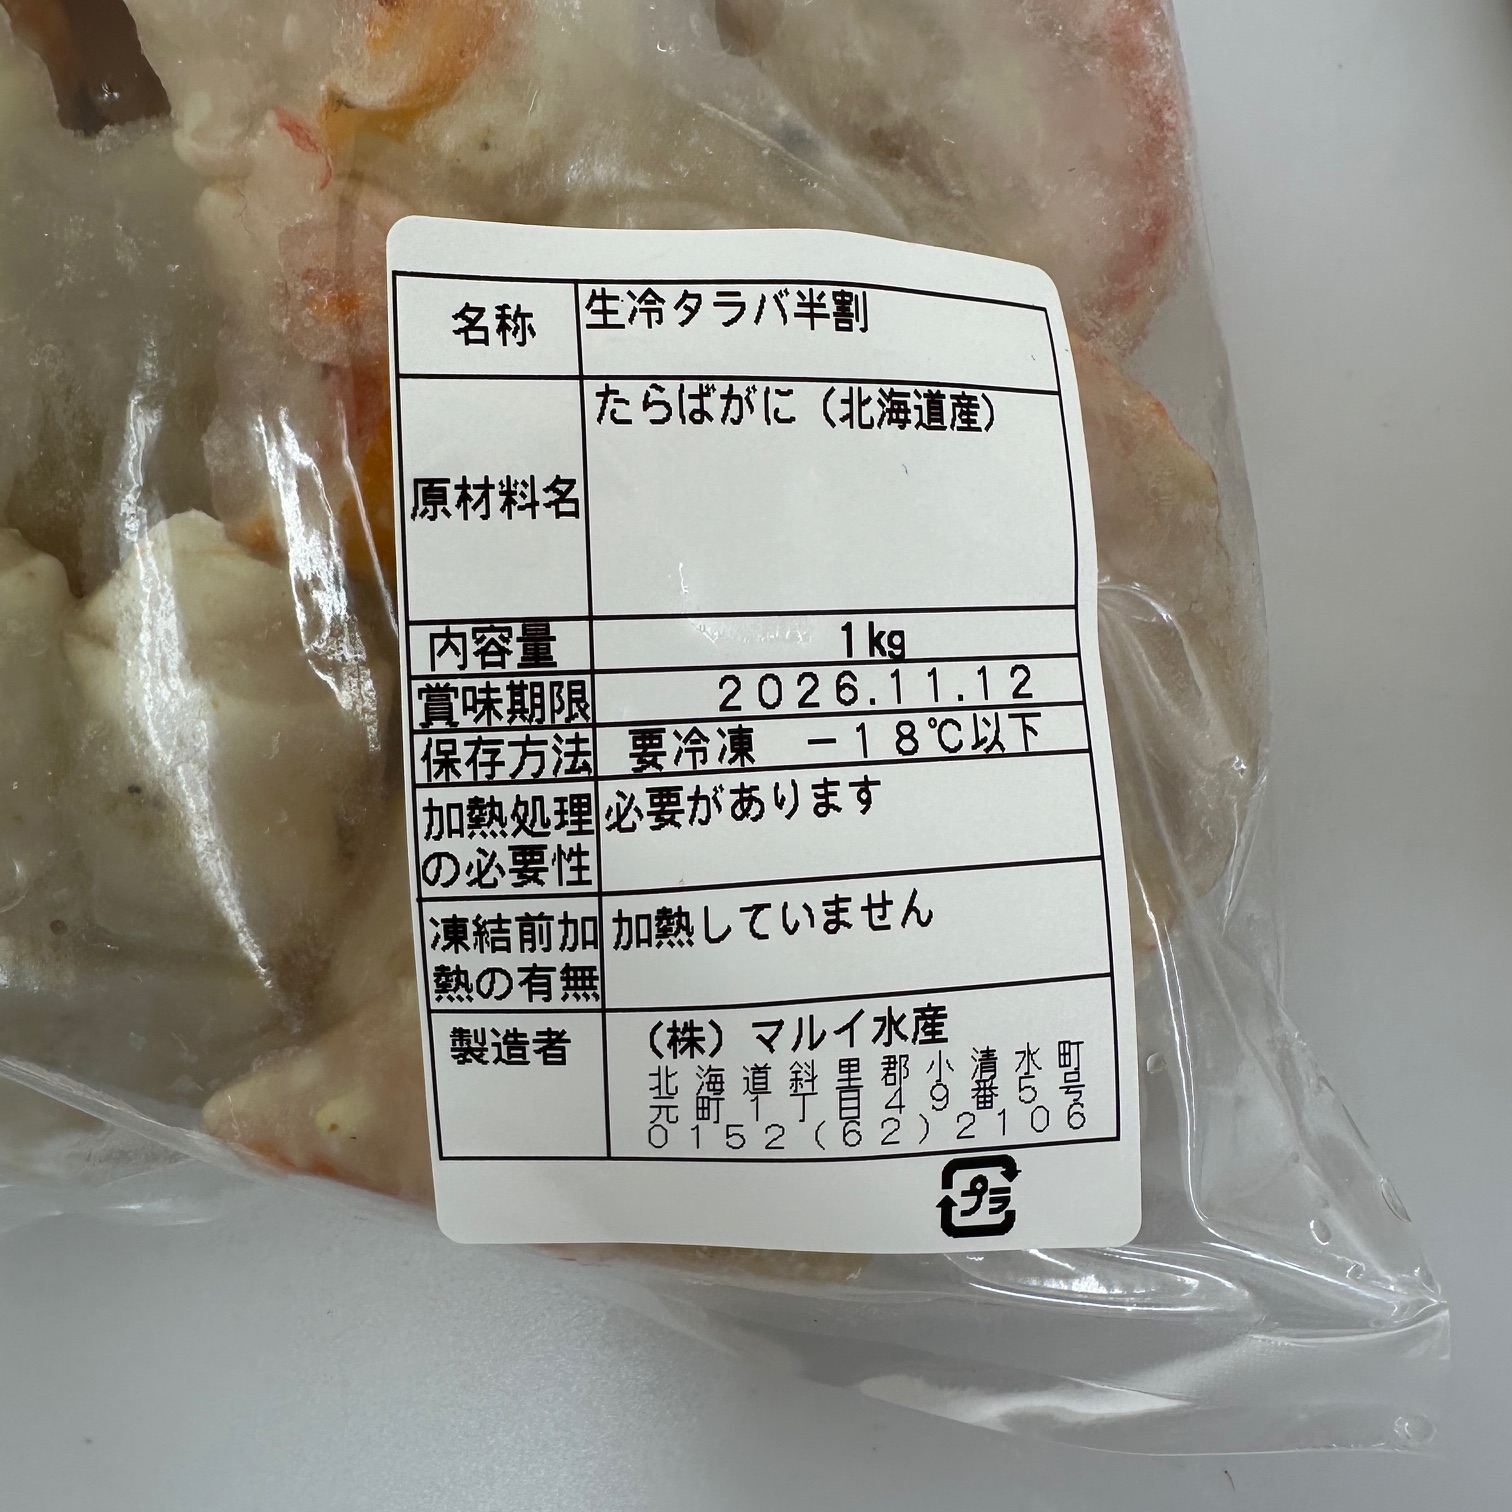 名称 生冷タラバ半割
原材料名 たらばがに（北海道産）
内容量 1kg
賞味期限 2026.11.12
保存方法 要冷凍 －18℃以下
加熱処理の必要性 必要があります
凍結前加熱の有無 加熱していません
製造者 （株）マルイ水産
北海道斜里郡小清水町
元町1丁目49番5号
0152(62)2106
プラ